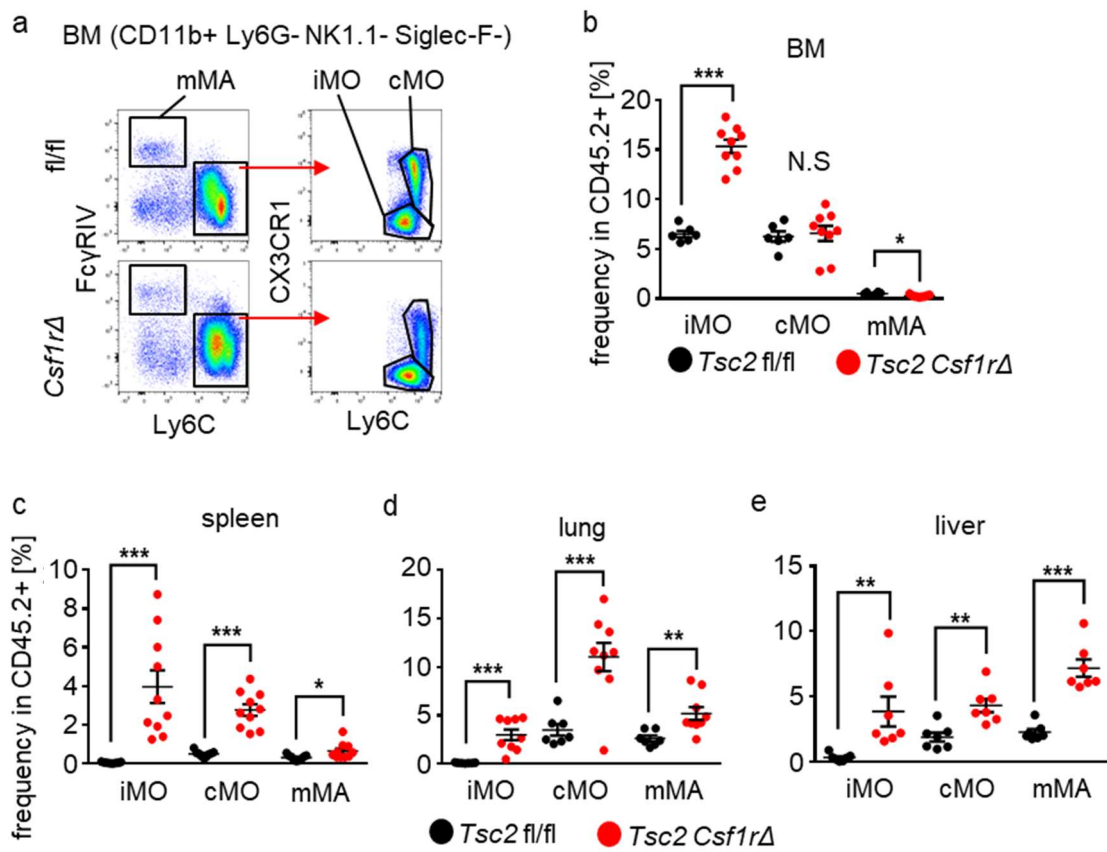 a
BM (CD11b+ Ly6G- NK1.1- Siglec-F-)
mMA
iMO
cMO
fl/fl
Csf1rΔ
FcγRIV
CX3CR1
Ly6C
Ly6C
b
BM
frequency in CD45.2+ [%]
20
15
10
5
0
***
N.S
*
iMO cMO mMA
Tsc2 fl/fl Tsc2 Csf1rΔ
c
spleen
frequency in CD45.2+ [%]
10
8
6
4
2
0
***
***
*
iMO cMO mMA
d
lung
20
15
10
5
0
***
***
**
iMO cMO mMA
e
liver
15
10
5
0
**
**
***
iMO cMO mMA
Tsc2 fl/fl Tsc2 Csf1rΔ